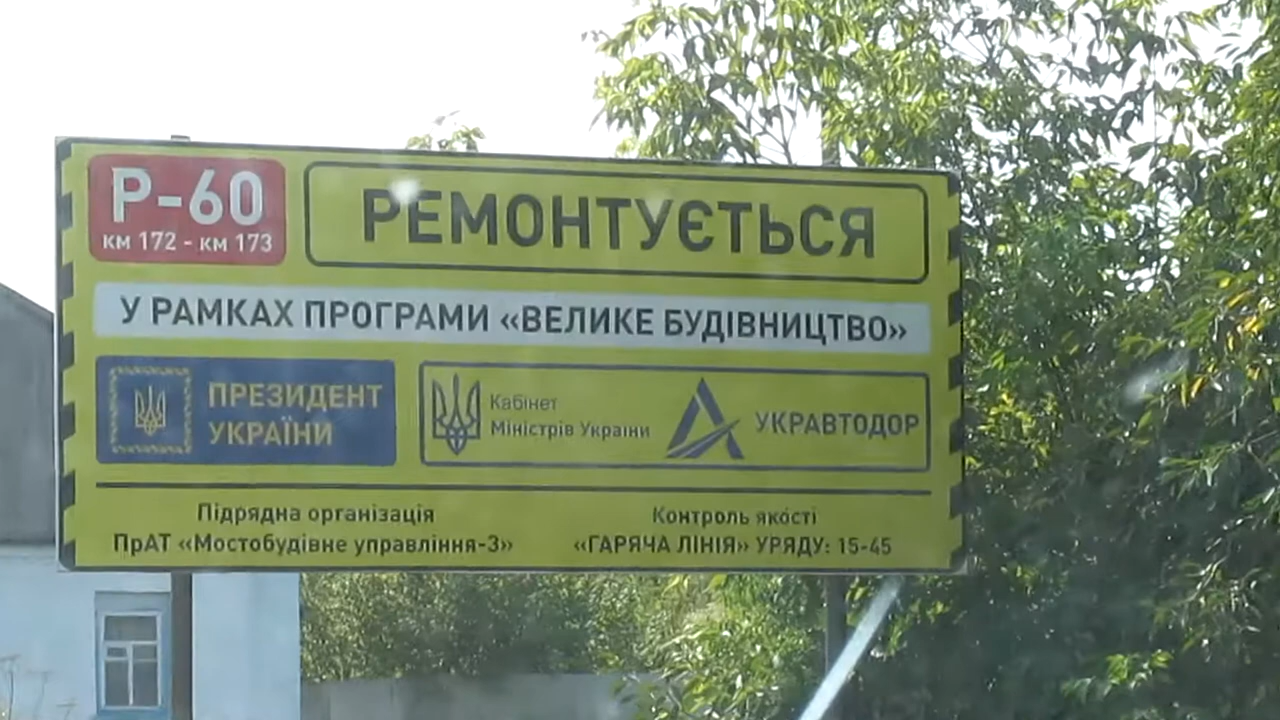 Р-60
км 172 - км 173
РЕМОНТУЄТЬСЯ
У РАМКАХ ПРОГРАМИ «ВЕЛИКЕ БУДІВНИЦТВО»
ПРЕЗИДЕНТ
УКРАЇНИ
Кабінет
Міністрів України
УКРАВТОДОР
Підрядна організація
ПрАТ «Мостобудівне управління-3»
Контроль якості
«ГАРЯЧА ЛІНІЯ» УРЯДУ: 15-45